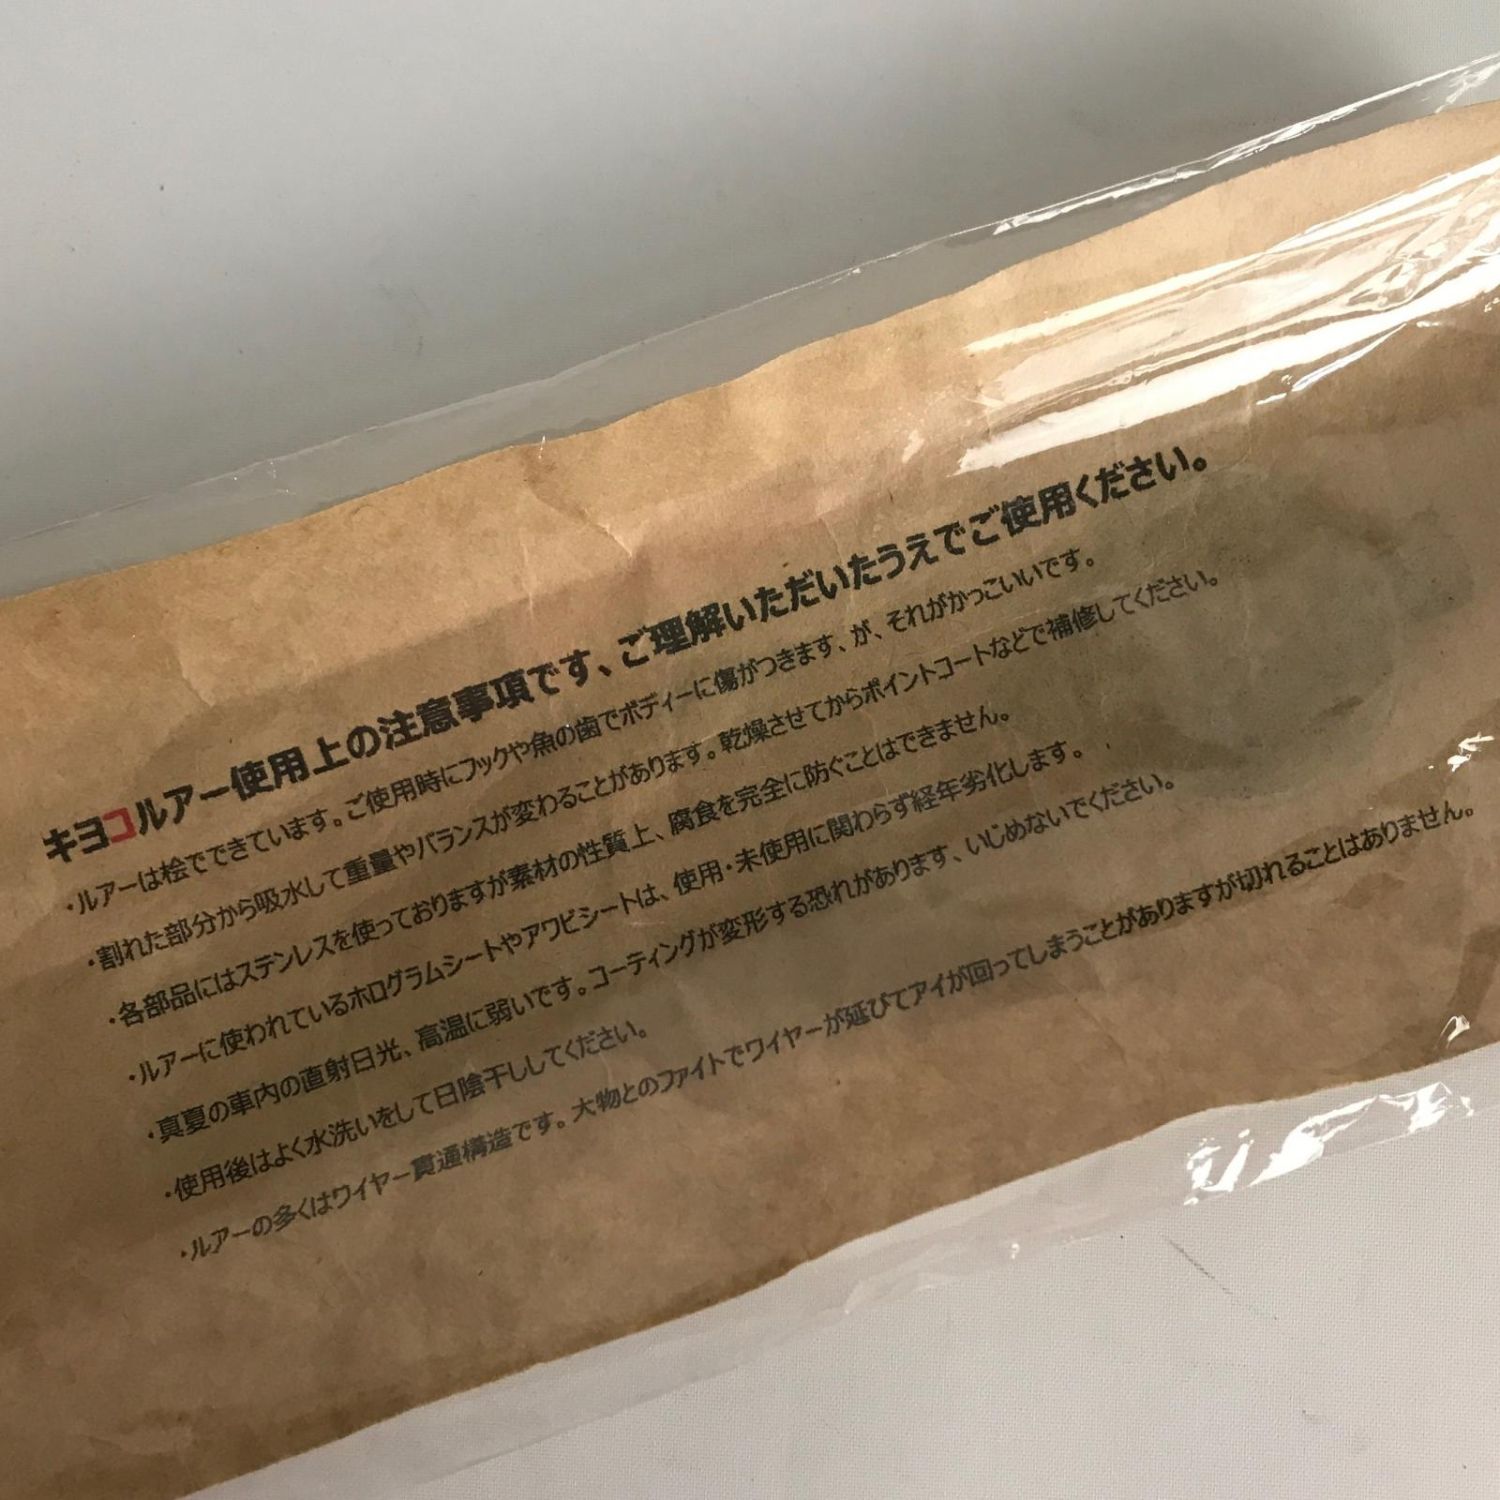 キヨコルアー使用上の注意事項です、ご理解いただいたうえでご使用ください。
・ルアーは桧でできています。ご使用時にフックや魚の歯でボディーに傷がつきます、が、それがかっこいいです。
・割れた部分から吸水して重量やバランスが変わることがあります。乾燥させてからポイントコートなどで補修してください。
・各部品にはステンレスを使っておりますが素材の性質上、腐食を完全に防ぐことはできません。
・ルアーに使われているホログラムシートやアワビシートは、使用・未使用に関わらず経年劣化します。
・真夏の車内の直射日光、高温に弱いです。コーティングが変形する恐れがあります、いじめないでください。
・使用後はよく水洗いをして日陰干ししてください。
・ルアーの多くはワイヤー貫通構造です。大物とのファイトでワイヤーが延びてアイが回ってしまうことがありますが切れることはありません。